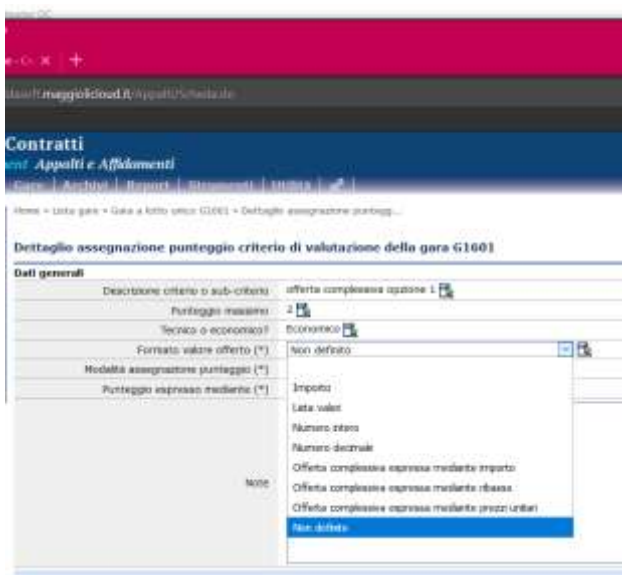 maggiolicloud.it/Appalti/Scheda.do
Contratti
Appalti e Affidamenti
Gare | Archivi | Report | Strumenti | Utilità |
Home » Lista gare » Gara a lotto unico G1601 » Dettaglio assegnazione puntegg...
Dettaglio assegnazione punteggio criterio di valutazione della gara G1601
Dati generali
Descrizione criterio o sub-criterio offerta complessiva opzione 1
Punteggio massimo 2
Tecnico o economico? Economico
Formato valore offerto (*) Non definito
Modalità assegnazione punteggio (*)
Punteggio espresso mediante (*)
Importo
Lista valori
Numero intero
Numero decimale
Offerta complessiva espressa mediante importo
Offerta complessiva espressa mediante ribasso
Note
Offerta complessiva espressa mediante prezzi unitari
Non definito